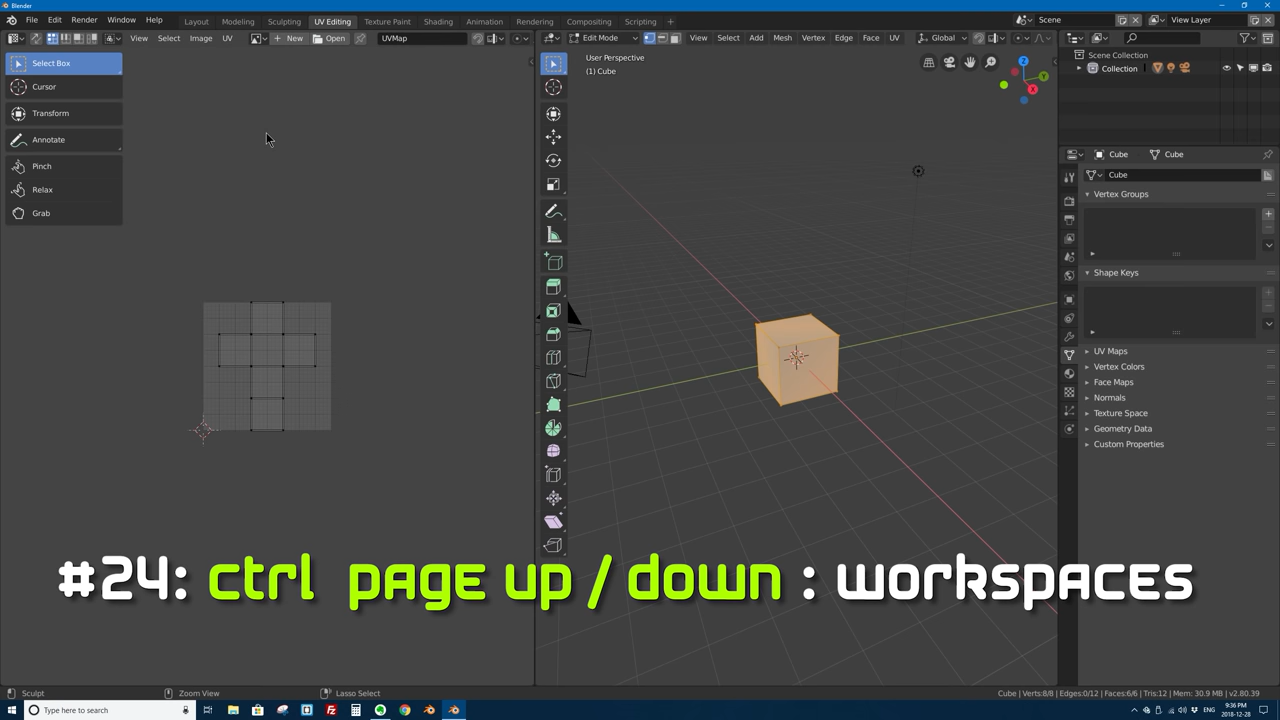 Blender
File Edit Render Window Help Layout Modeling Sculpting UV Editing Texture Paint Shading Animation Rendering Compositing Scripting + Scene View Layer
View Select Image UV New Open UVMap Edit Mode View Select Add Mesh Vertex Edge Face UV Global
Select Box
Cursor
Transform
Annotate
Pinch
Relax
Grab
User Perspective
(1) Cube
Z
Y
X
Scene Collection
Collection
Cube Cube
Cube
Vertex Groups
Shape Keys
UV Maps
Vertex Colors
Face Maps
Normals
Texture Space
Geometry Data
Custom Properties
#24: ctrl page up / down : workspaces
Sculpt Zoom View Lasso Select Cube | Verts:8/8 | Edges:0/12 | Faces:6/6 | Tris:12 | Mem: 30.9 MB | v2.80.39
Type here to search ENG 9:36 PM
2018-12-28